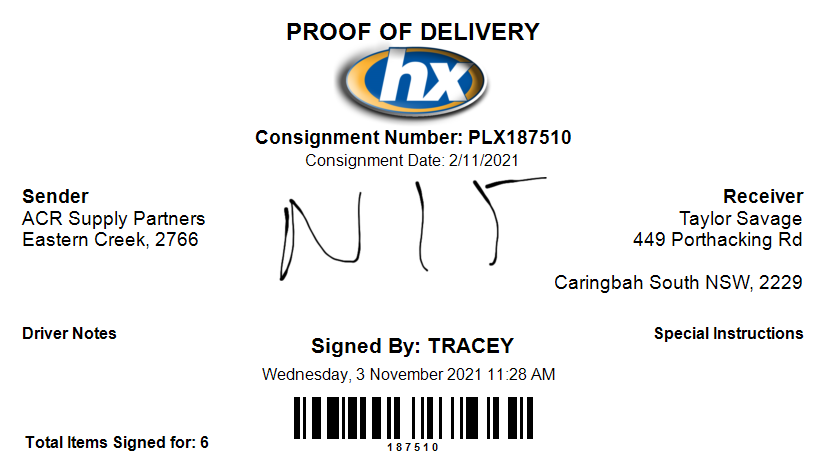 PROOF OF DELIVERY
hx
Consignment Number: PLX187510
Consignment Date: 2/11/2021
Sender
ACR Supply Partners
Eastern Creek, 2766
Receiver
Taylor Savage
449 Porthacking Rd
Caringbah South NSW, 2229
Driver Notes
Special Instructions
Signed By: TRACEY
Wednesday, 3 November 2021 11:28 AM
187510
Total Items Signed for: 6